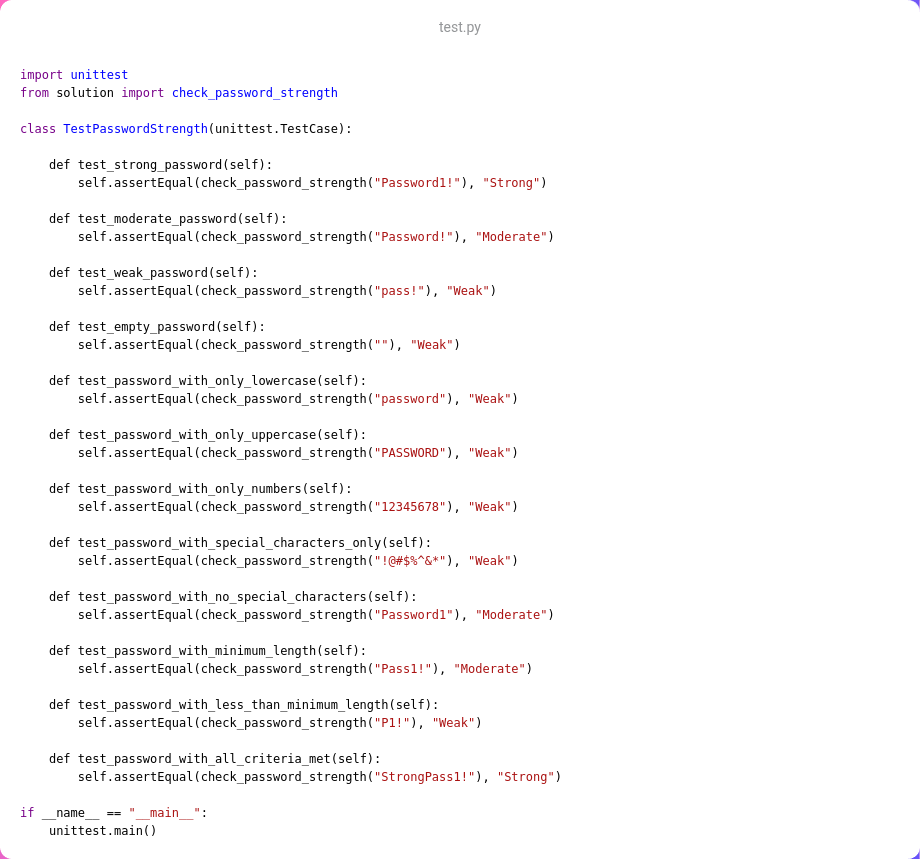 test.py
import unittest
from solution import check_password_strength
class TestPasswordStrength(unittest.TestCase):
    def test_strong_password(self):
        self.assertEqual(check_password_strength("Password1!"), "Strong")
    def test_moderate_password(self):
        self.assertEqual(check_password_strength("Password!"), "Moderate")
    def test_weak_password(self):
        self.assertEqual(check_password_strength("pass!"), "Weak")
    def test_empty_password(self):
        self.assertEqual(check_password_strength(""), "Weak")
    def test_password_with_only_lowercase(self):
        self.assertEqual(check_password_strength("password"), "Weak")
    def test_password_with_only_uppercase(self):
        self.assertEqual(check_password_strength("PASSWORD"), "Weak")
    def test_password_with_only_numbers(self):
        self.assertEqual(check_password_strength("12345678"), "Weak")
    def test_password_with_special_characters_only(self):
        self.assertEqual(check_password_strength("!@#$%^&*"), "Weak")
    def test_password_with_no_special_characters(self):
        self.assertEqual(check_password_strength("Password1"), "Moderate")
    def test_password_with_minimum_length(self):
        self.assertEqual(check_password_strength("Pass1!"), "Moderate")
    def test_password_with_less_than_minimum_length(self):
        self.assertEqual(check_password_strength("P1!"), "Weak")
    def test_password_with_all_criteria_met(self):
        self.assertEqual(check_password_strength("StrongPass1!"), "Strong")
if __name__ == "__main__":
    unittest.main()